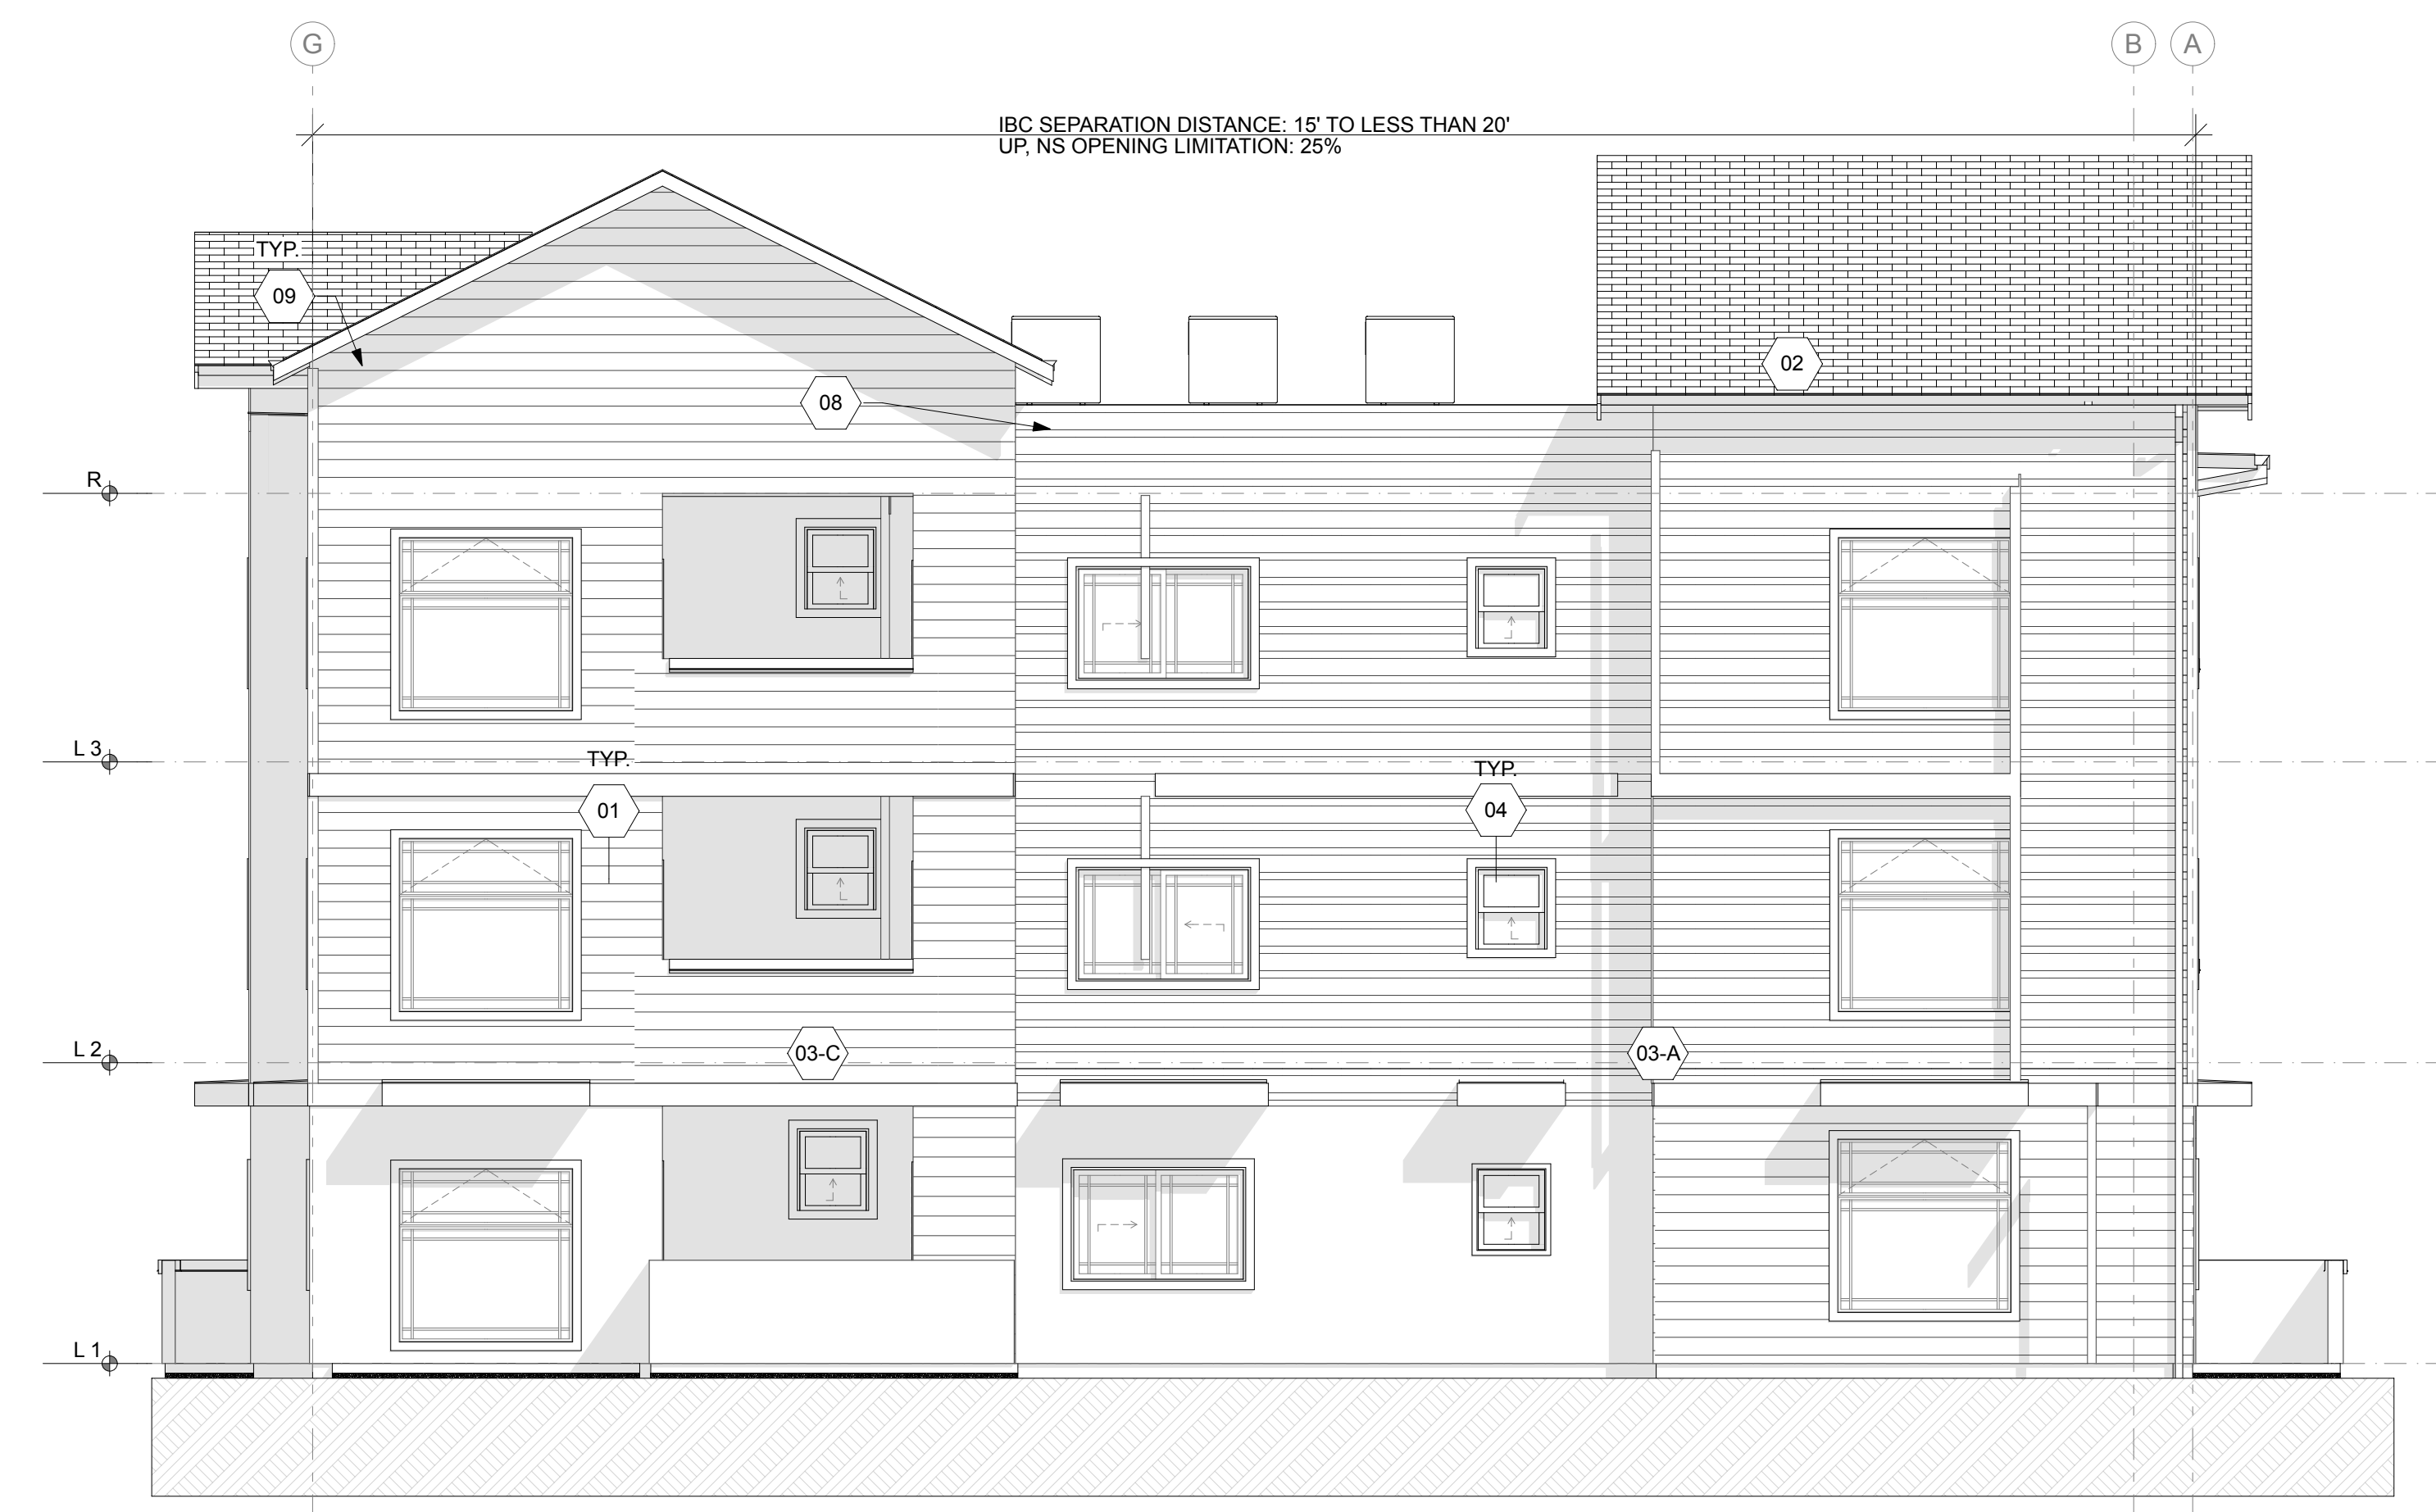 G
B
A
IBC SEPARATION DISTANCE: 15' TO LESS THAN 20'
UP, NS OPENING LIMITATION: 25%
TYP.
09
02
08
R
L 3
TYP.
01
TYP.
04
L 2
03-C
03-A
L 1